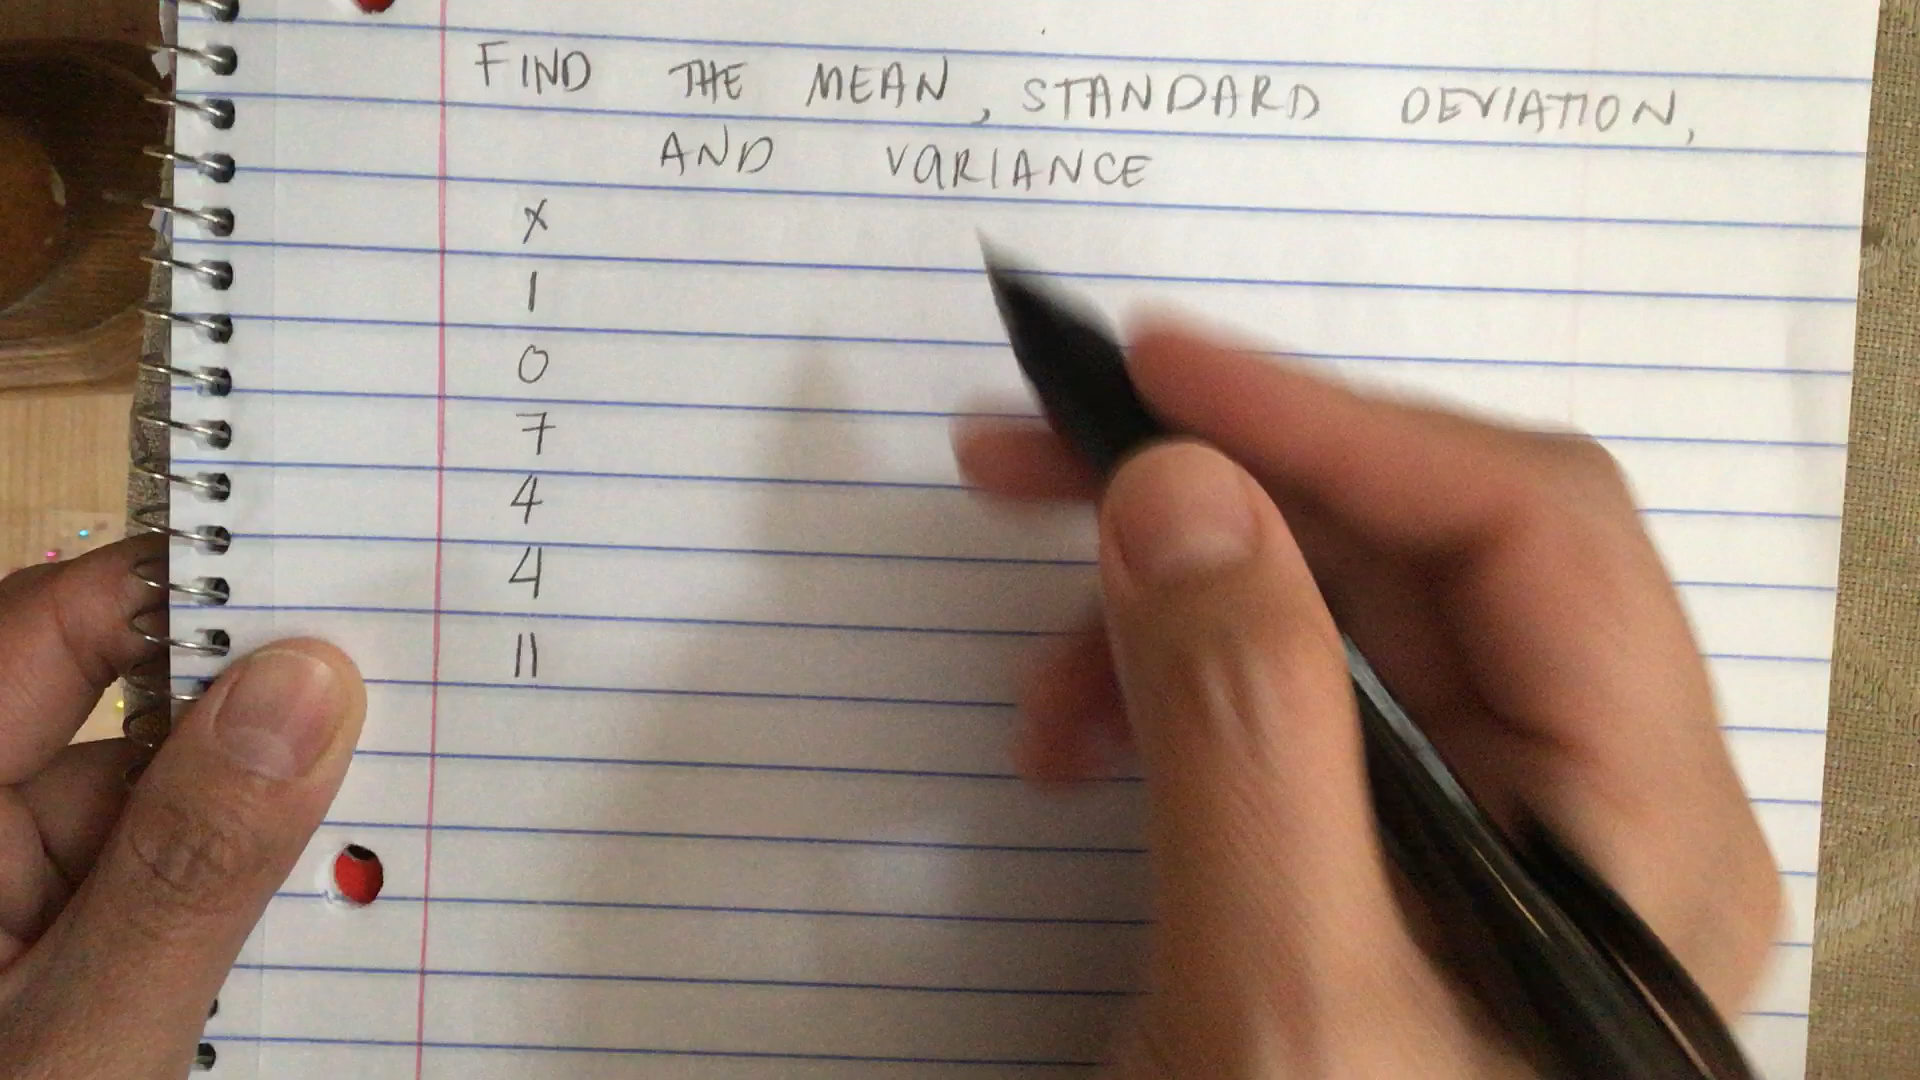 FIND THE MEAN, STANDARD DEVIATION,
AND VARIANCE
X
1
0
7
4
4
11